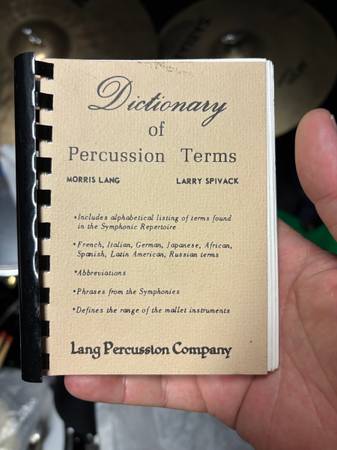 Dictionary
of
Percussion Terms
MORRIS LANG LARRY SPIVACK
•Includes alphabetical listing of terms found
in the Symphonic Repertoire
•French, Italian, German, Japanese, African,
Spanish, Latin American, Russian terms
•Abbreviations
•Phrases from the Symphonies
•Defines the range of the mallet instruments
Lang Percussion Company